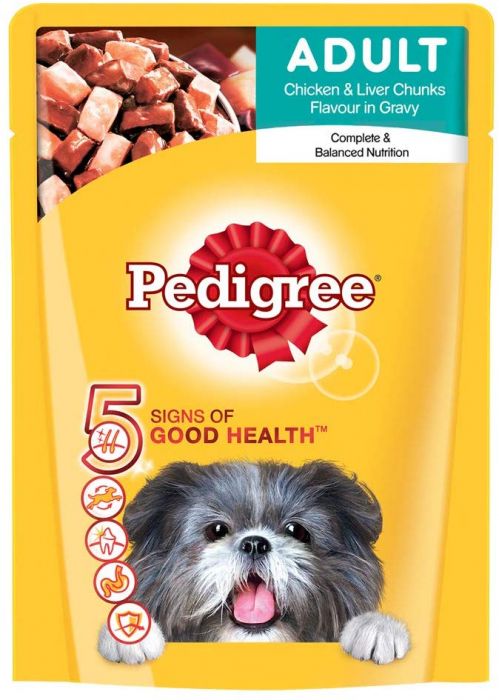 ADULT
Chicken & Liver Chunks
Flavour in Gravy
Complete &
Balanced Nutrition
Pedigree®
5 SIGNS OF
GOOD HEALTH™